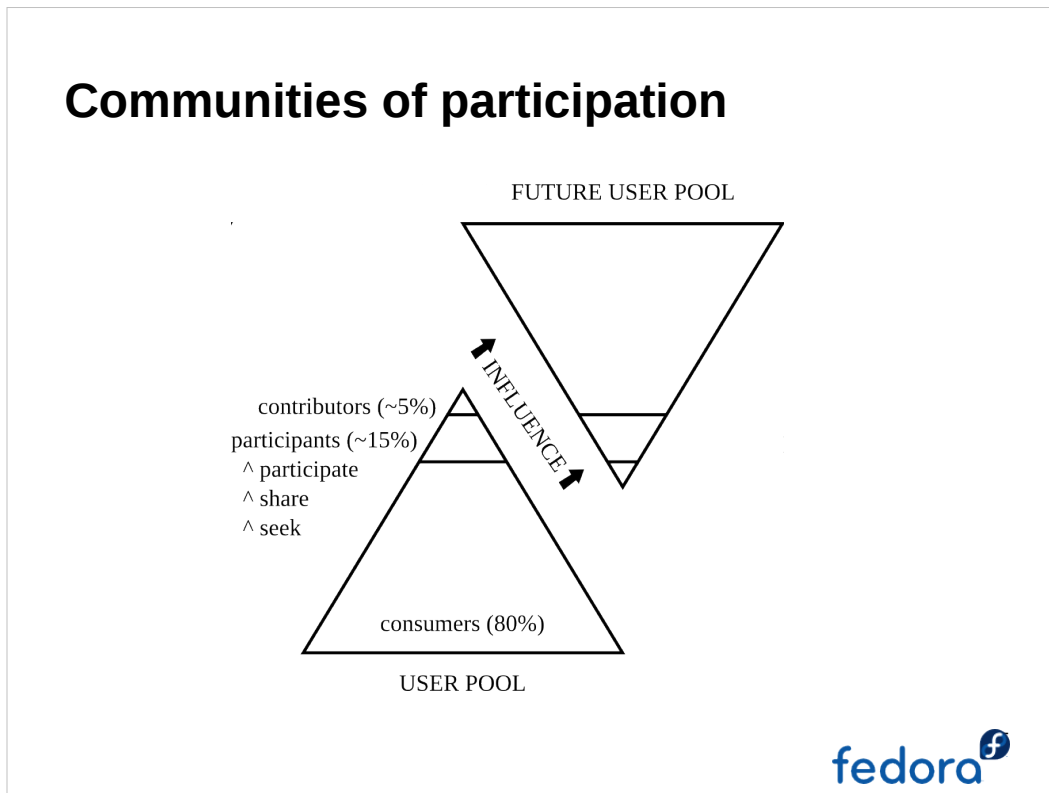 Communities of participation
FUTURE USER POOL
INFLUENCE
contributors (~5%)
participants (~15%)
^ participate
^ share
^ seek
consumers (80%)
USER POOL
fedora